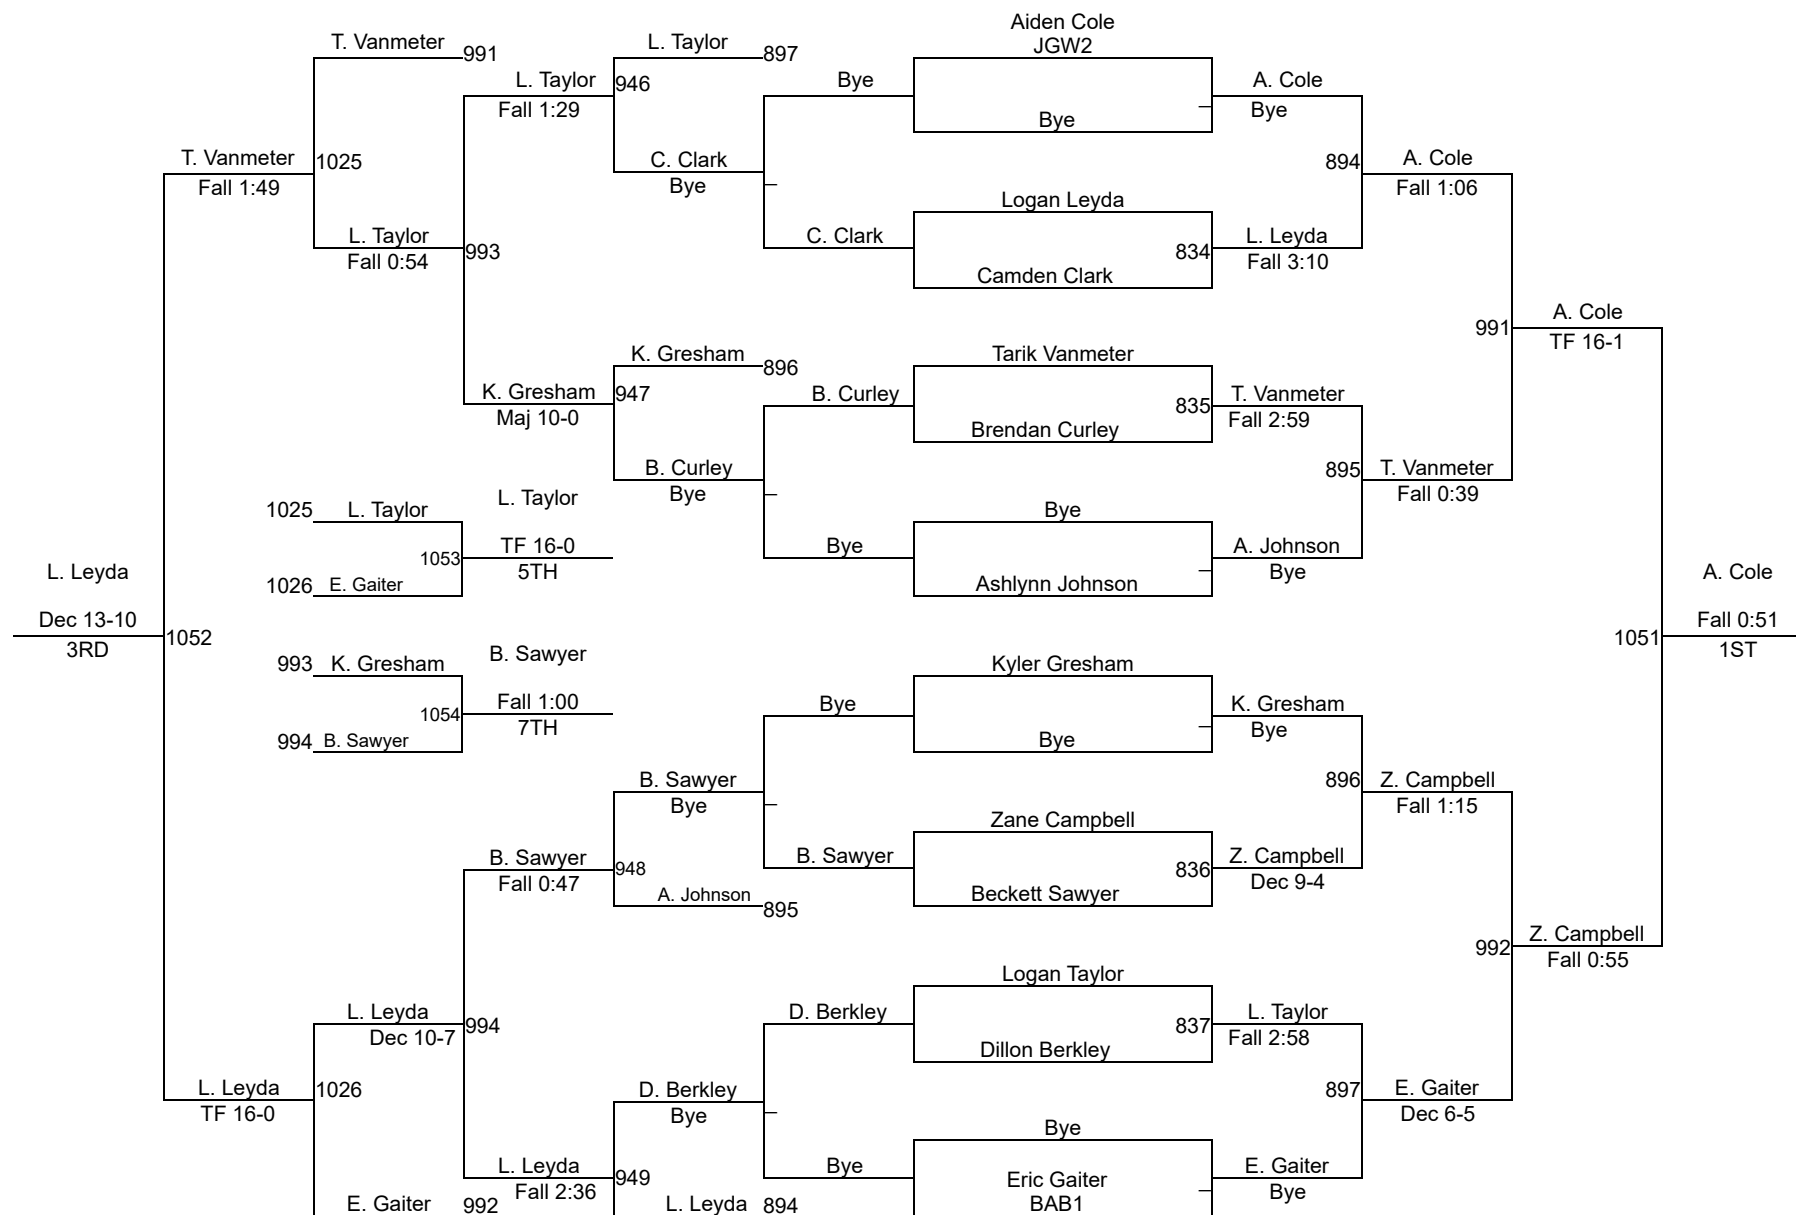 Aiden Cole
T. Vanmeter 991 L. Taylor 897 JGW2
L. Taylor 946 Bye A. Cole
Fall 1:29 Bye Bye
T. Vanmeter 1025 C. Clark 894 A. Cole
Fall 1:49 Bye Fall 1:06
Logan Leyda
L. Taylor 993 C. Clark 834 L. Leyda
Fall 0:54 Fall 3:10
Camden Clark
991 A. Cole
TF 16-1
K. Gresham 896 Tarik Vanmeter
K. Gresham 947 B. Curley 835 T. Vanmeter
Maj 10-0 Brendan Curley Fall 2:59
B. Curley 895 T. Vanmeter
Bye Fall 0:39
L. Taylor
1025 L. Taylor Bye
1053 TF 16-0 Bye A. Johnson
L. Leyda 5TH Bye A. Cole
1026 E. Gaiter Ashlynn Johnson
Dec 13-10 1052 1051 Fall 0:51
3RD 1ST
993 K. Gresham B. Sawyer Kyler Gresham
1054 Fall 1:00 Bye K. Gresham
7TH Bye
994 B. Sawyer Bye
B. Sawyer 896 Z. Campbell
Bye Fall 1:15
Zane Campbell
B. Sawyer 948 B. Sawyer 836 Z. Campbell
Fall 0:47 Dec 9-4
A. Johnson 895 Beckett Sawyer
992 Z. Campbell
Fall 0:55
Logan Taylor
L. Leyda 994 D. Berkley 837 L. Taylor
Dec 10-7 Fall 2:58
Dillon Berkley
L. Leyda 1026 D. Berkley 897 E. Gaiter
TF 16-0 Bye Dec 6-5
Bye
L. Leyda 949 Bye Eric Gaiter E. Gaiter
Fall 2:36 Bye
E. Gaiter 992 L. Leyda 894 BAB1